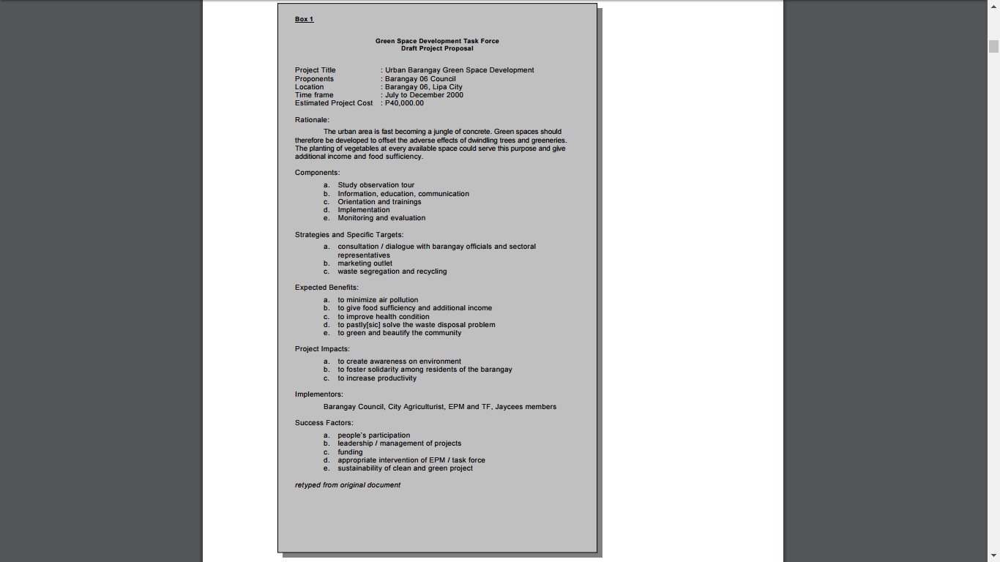 Box 1
Green Space Development Task Force
Draft Project Proposal
Project Title : Urban Barangay Green Space Development
Proponents : Barangay 06 Council
Location : Barangay 06, Lipa City
Time frame : July to December 2000
Estimated Project Cost : P40,000.00
Rationale:
The urban area is fast becoming a jungle of concrete. Green spaces should
therefore be developed to offset the adverse effects of dwindling trees and greeneries.
The planting of vegetables at every available space could serve this purpose and give
additional income and food sufficiency.
Components:
a. Study observation tour
b. Information, education, communication
c. Orientation and trainings
d. Implementation
e. Monitoring and evaluation
Strategies and Specific Targets:
a. consultation / dialogue with barangay officials and sectoral
representatives
b. marketing outlet
c. waste segregation and recycling
Expected Benefits:
a. to minimize air pollution
b. to give food sufficiency and additional income
c. to improve health condition
d. to pastly[sic] solve the waste disposal problem
e. to green and beautify the community
Project Impacts:
a. to create awareness on environment
b. to foster solidarity among residents of the barangay
c. to increase productivity
Implementors:
Barangay Council, City Agriculturist, EPM and TF, Jaycees members
Success Factors:
a. people's participation
b. leadership / management of projects
c. funding
d. appropriate intervention of EPM / task force
e. sustainability of clean and green project
retyped from original document